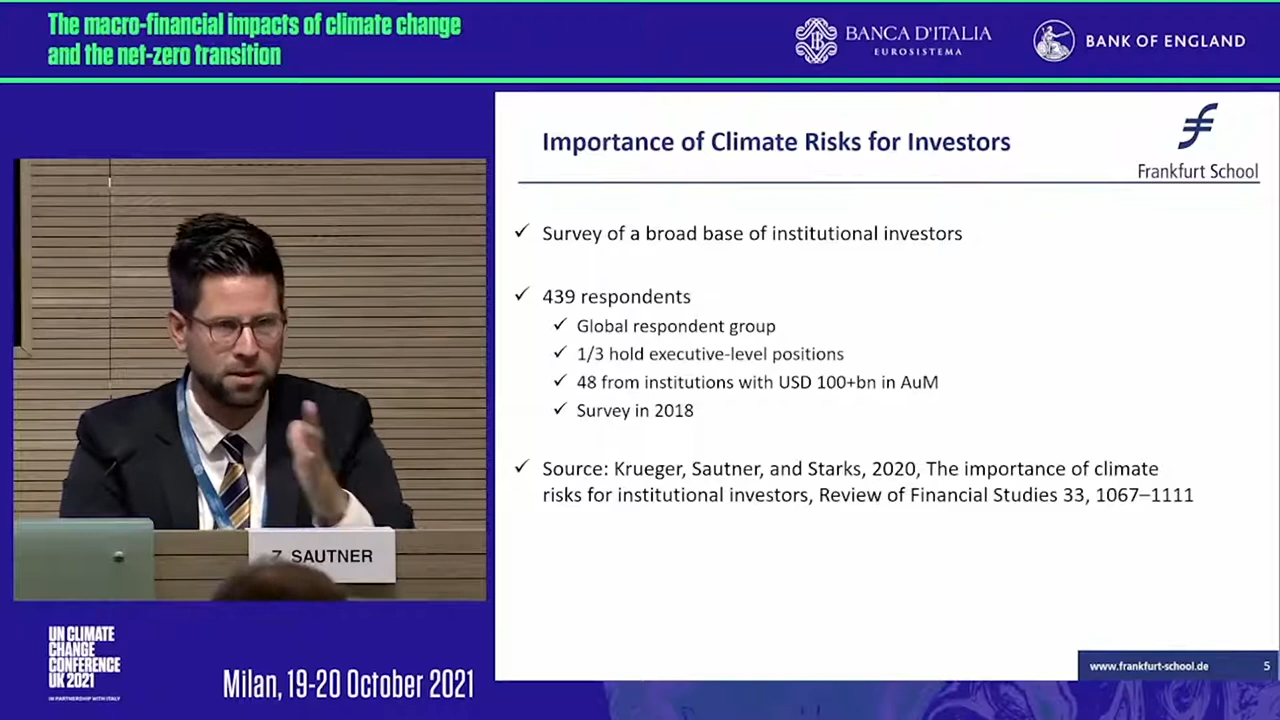 The macro-financial impacts of climate change
and the net-zero transition
BANCA D'ITALIA
EUROSISTEMA
BANK OF ENGLAND
Importance of Climate Risks for Investors
Frankfurt School
Survey of a broad base of institutional investors
439 respondents
Global respondent group
1/3 hold executive-level positions
48 from institutions with USD 100+bn in AuM
Survey in 2018
Source: Krueger, Sautner, and Starks, 2020, The importance of climate
risks for institutional investors, Review of Financial Studies 33, 1067–1111
Z. SAUTNER
UN CLIMATE
CHANGE
CONFERENCE
UK 2021
IN PARTNERSHIP WITH ITALY
Milan, 19-20 October 2021
www.frankfurt-school.de
5